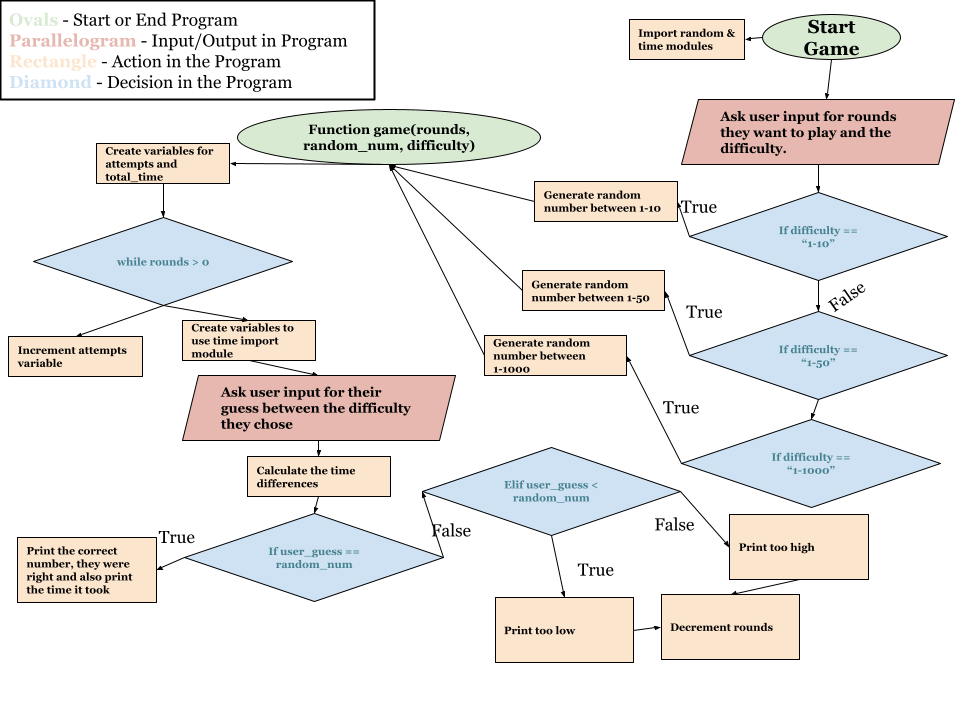 Ovals - Start or End Program
Parallelogram - Input/Output in Program
Rectangle - Action in the Program
Diamond - Decision in the Program
Start
Game
Import random &
time modules
Ask user input for rounds
they want to play and the
difficulty.
If difficulty ==
“1-10”
True
Generate random
number between 1-10
False
If difficulty ==
“1-50”
True
Generate random
number between 1-50
If difficulty ==
“1-1000”
True
Generate random
number between
1-1000
Function game(rounds,
random_num, difficulty)
Create variables for
attempts and
total_time
while rounds > 0
Increment attempts
variable
Create variables to
use time import
module
Ask user input for their
guess between the difficulty
they chose
Calculate the time
differences
If user_guess ==
random_num
True
Print the correct
number, they were
right and also print
the time it took
False
Elif user_guess <
random_num
True
Print too low
False
Print too high
Decrement rounds